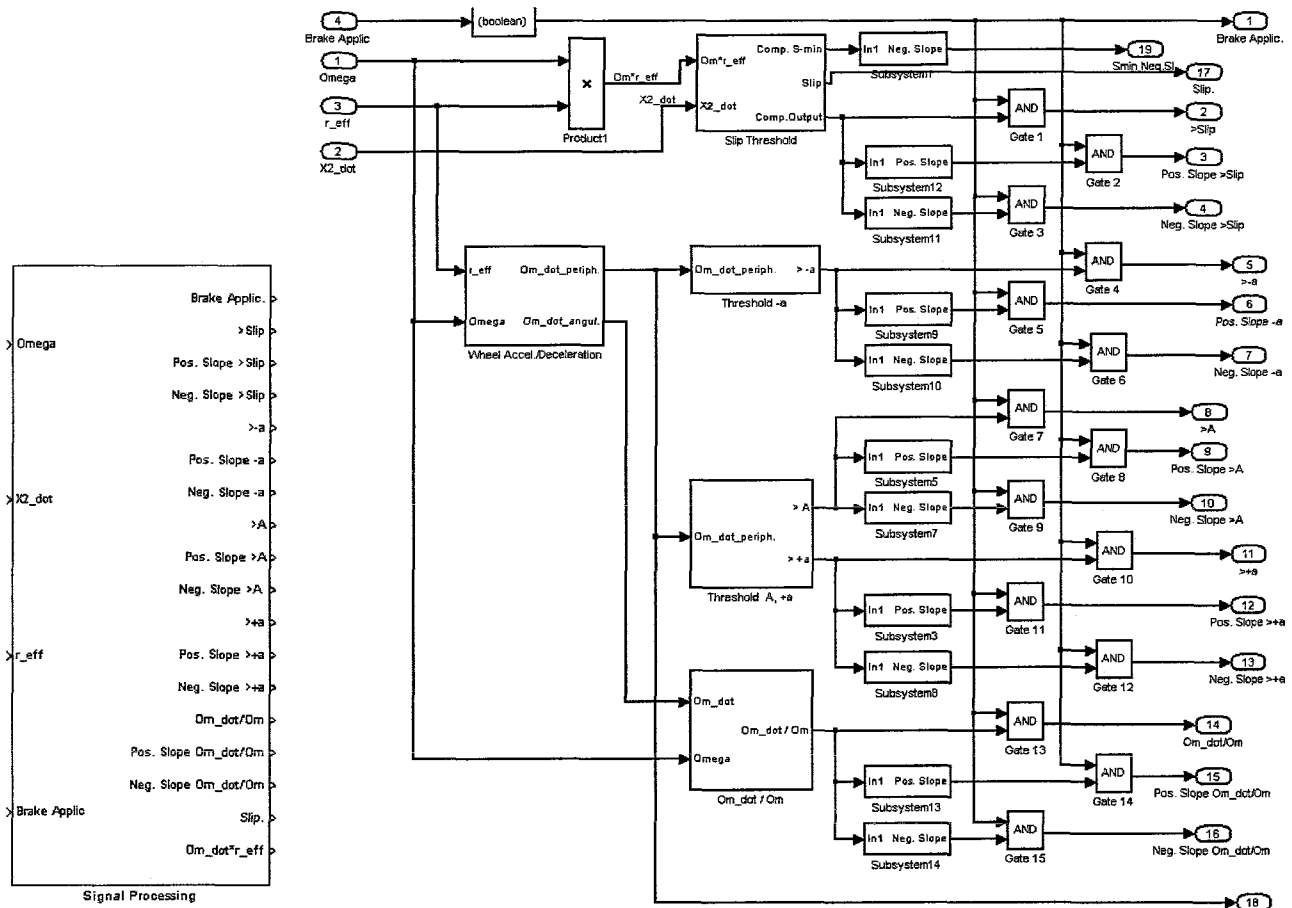 Signal Processing
Omega
X2_dot
r_eff
Brake Applic
Brake Applic.
>Slip
Pos. Slope >Slip
Neg. Slope >Slip
>-a
Pos. Slope -a
Neg. Slope -a
>A
Pos. Slope >A
Neg. Slope >A
>+a
Pos. Slope >+a
Neg. Slope >+a
Om_dot/Om
Pos. Slope Om_dot/Om
Neg. Slope Om_dot/Om
Slip.
Om_dot*r_eff
4
Brake Applic
(boolean)
1
Brake Applic.
1
Omega
3
r_eff
2
X2_dot
×
Product1
Om*r_eff
X2_dot
Om*r_eff
X2_dot
Comp. S-min
Slip
Comp.Output
Slip Threshold
In1 Neg. Slope
Subsystem1
19
Smin Neg.Sl
17
Slip.
AND
Gate 1
2
>Slip
In1 Pos. Slope
Subsystem12
AND
Gate 2
3
Pos. Slope >Slip
In1 Neg. Slope
Subsystem11
AND
Gate 3
4
Neg. Slope >Slip
r_eff
Omega
Om_dot_periph.
Om_dot_angul.
Wheel Accel./Deceleration
Om_dot_periph.
>-a
Threshold -a
AND
Gate 4
5
>-a
In1 Pos. Slope
Subsystem9
AND
Gate 5
6
Pos. Slope -a
In1 Neg. Slope
Subsystem10
AND
Gate 6
7
Neg. Slope -a
AND
Gate 7
8
>A
In1 Pos. Slope
Subsystem5
AND
Gate 8
9
Pos. Slope >A
In1 Neg. Slope
Subsystem7
AND
Gate 9
10
Neg. Slope >A
Om_dot_periph.
>A
>+a
Threshold A, +a
AND
Gate 10
11
>+a
In1 Pos. Slope
Subsystem3
AND
Gate 11
12
Pos. Slope >+a
In1 Neg. Slope
Subsystem8
AND
Gate 12
13
Neg. Slope >+a
Om_dot
Omega
Om_dot / Om
Om_dot / Om
AND
Gate 13
14
Om_dot/Om
In1 Pos. Slope
Subsystem13
AND
Gate 14
15
Pos. Slope Om_dot/Om
In1 Neg. Slope
Subsystem14
AND
Gate 15
16
Neg. Slope Om_dot/Om
18